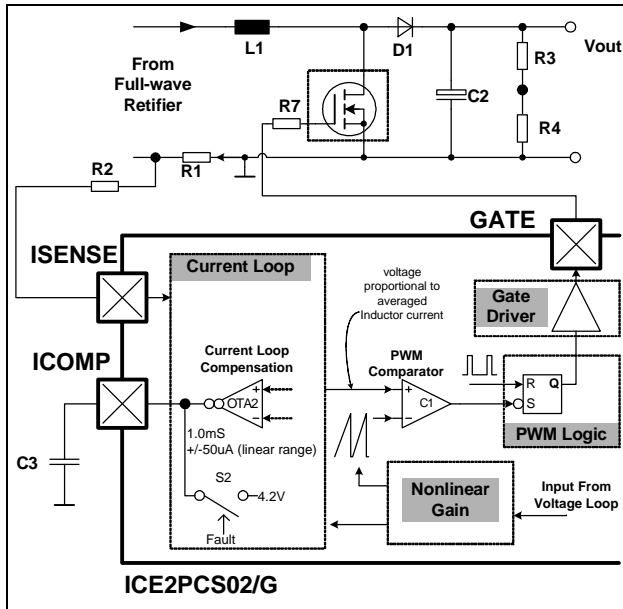 L1
D1
From
Full-wave
Retifier
R7
C2
R3
Vout
R4
R2
R1
GATE
ISENSE
Current Loop
voltage
proportional to
averaged
Inductor current
Gate
Driver
ICOMP
Current Loop
Compensation
PWM
Comparator
+
OTA2
−
+
C1
−
R
Q
S
PWM Logic
1.0mS
+/-50uA (linear range)
C3
S2
4.2V
Fault
Nonlinear
Gain
Input From
Voltage Loop
ICE2PCS02/G